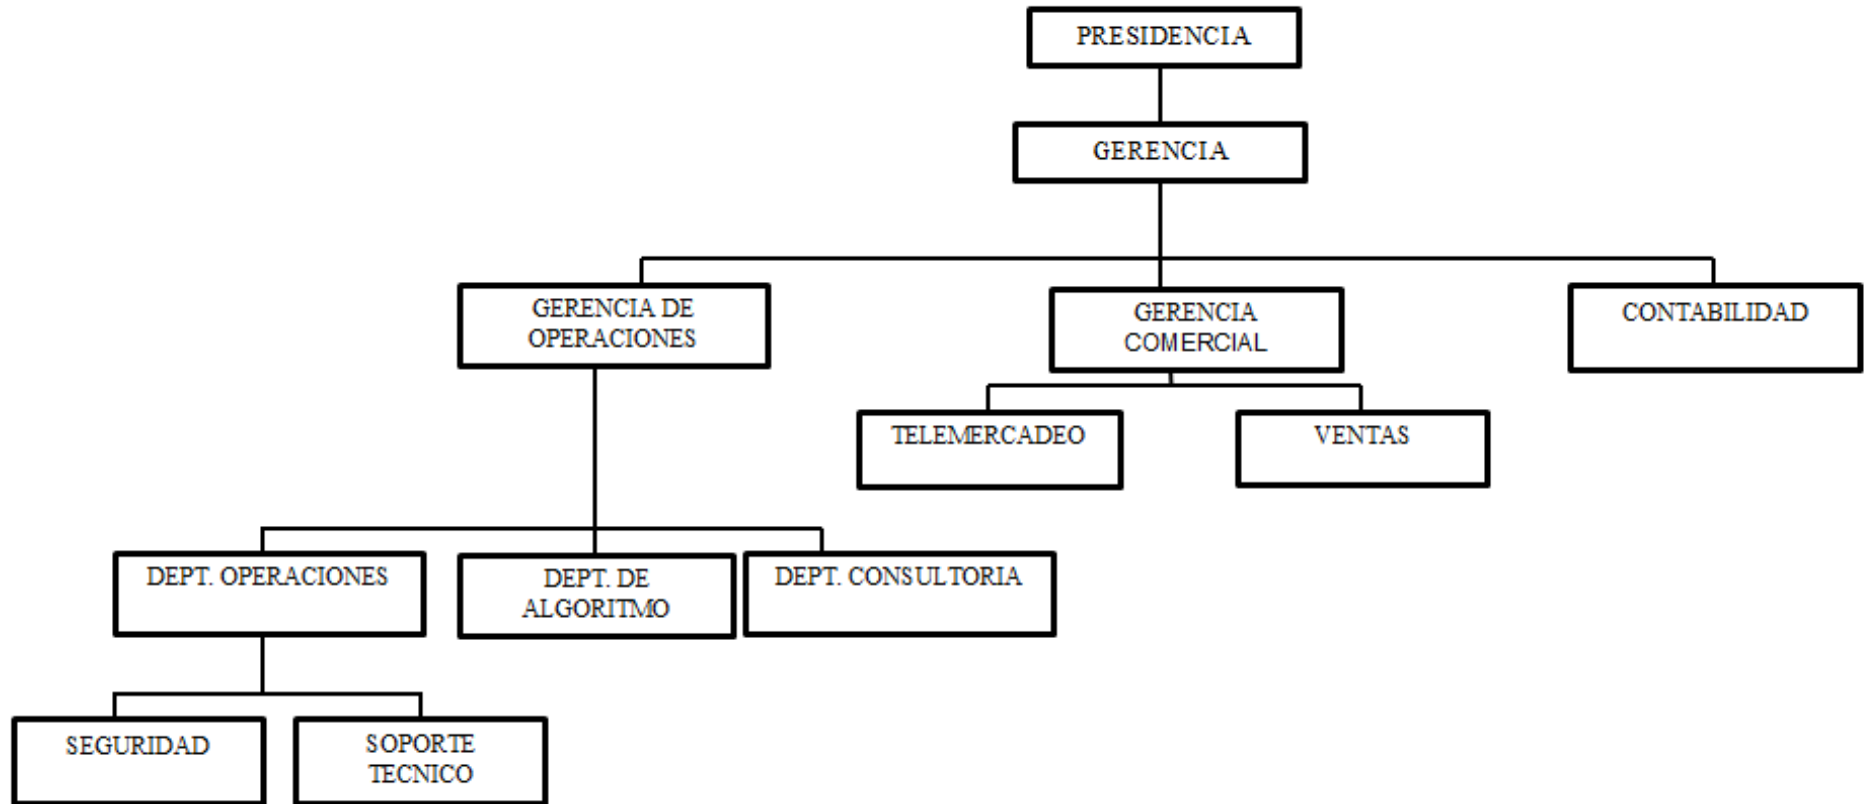 PRESIDENCIA
GERENCIA
GERENCIA DE
OPERACIONES
GERENCIA
COMERCIAL
CONTABILIDAD
TELEMERCADEO
VENTAS
DEPT. OPERACIONES
DEPT. DE
ALGORITMO
DEPT. CONSULTORIA
SEGURIDAD
SOPORTE
TECNICO